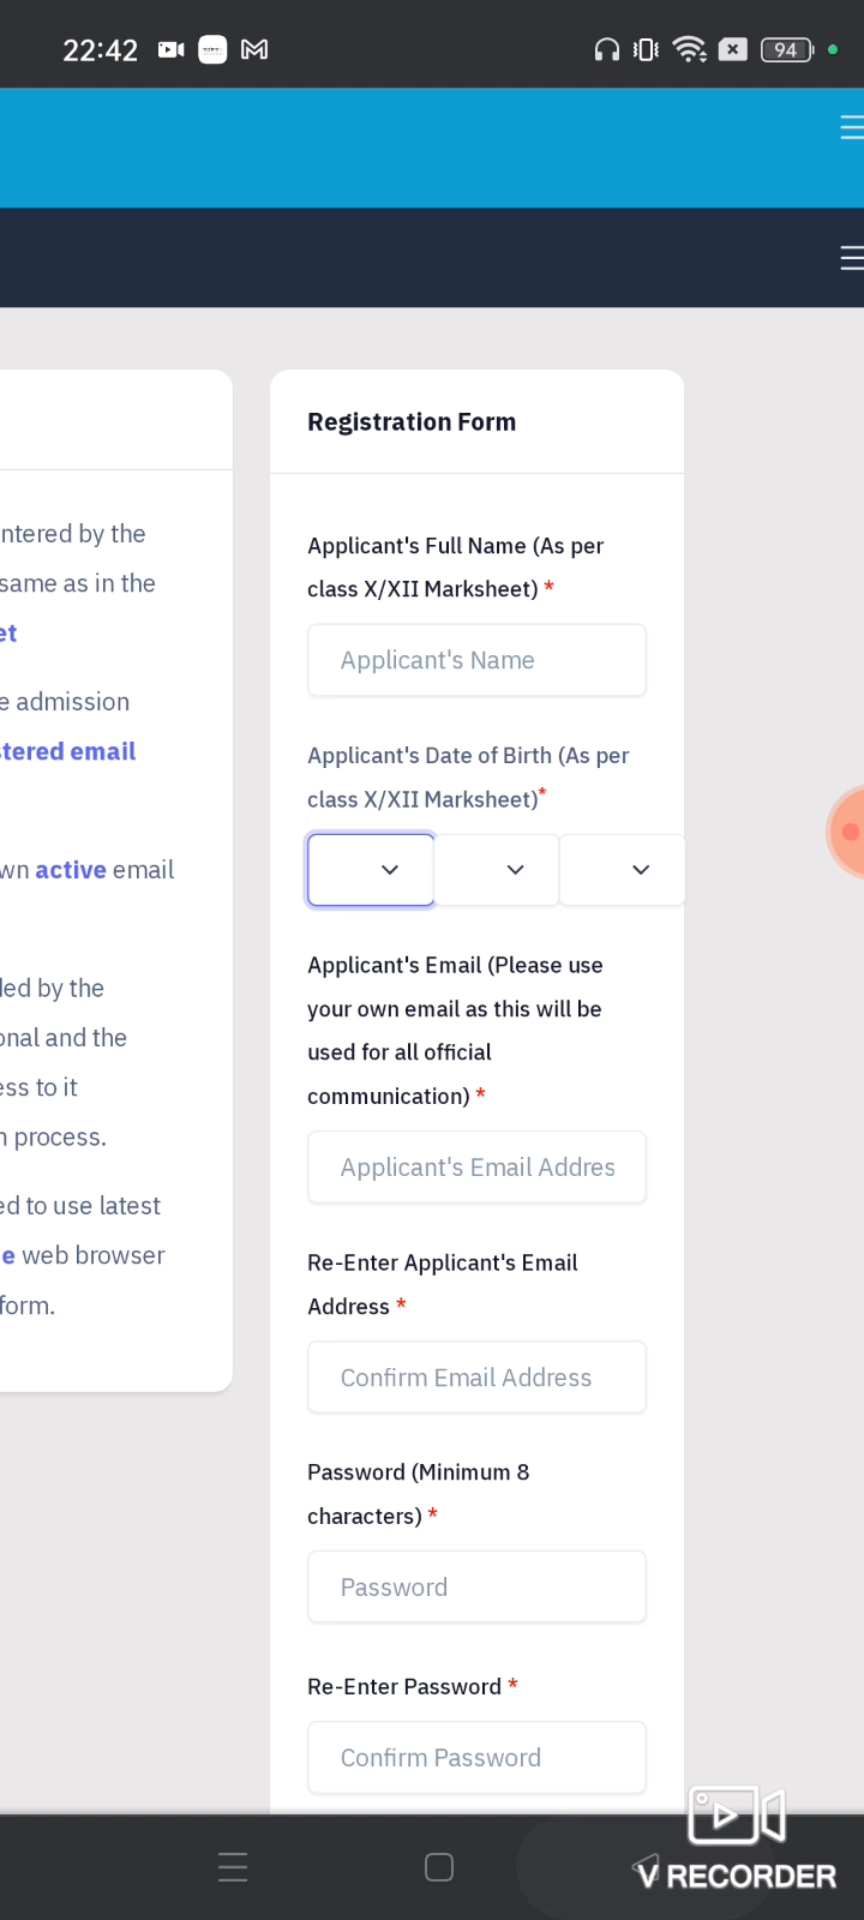 22:42
94
ntered by the
same as in the
et
e admission
stered email
wn active email
ded by the
onal and the
ess to it
n process.
ed to use latest
e web browser
form.
Registration Form
Applicant's Full Name (As per
class X/XII Marksheet) *
Applicant's Name
Applicant's Date of Birth (As per
class X/XII Marksheet)*
Applicant's Email (Please use
your own email as this will be
used for all official
communication) *
Applicant's Email Addres
Re-Enter Applicant's Email
Address *
Confirm Email Address
Password (Minimum 8
characters) *
Password
Re-Enter Password *
Confirm Password
V RECORDER